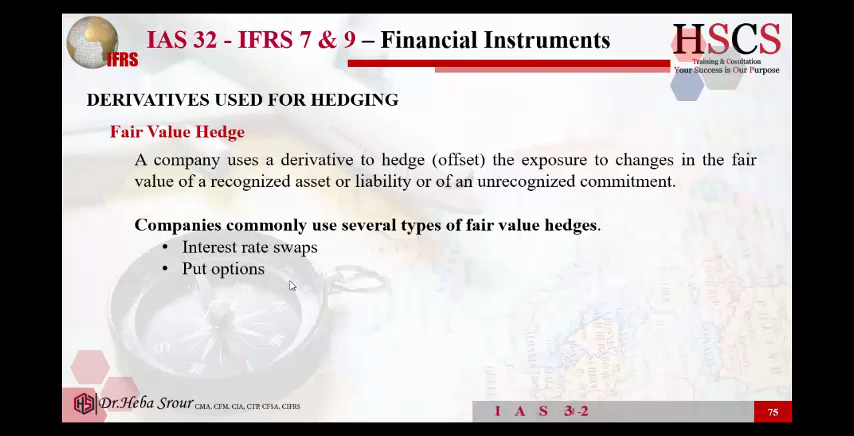 IFRS
IAS 32 - IFRS 7 & 9 – Financial Instruments
HSCS
Training & Cosultation
Your Success is Our Purpose
DERIVATIVES USED FOR HEDGING
Fair Value Hedge
A company uses a derivative to hedge (offset) the exposure to changes in the fair
value of a recognized asset or liability or of an unrecognized commitment.
Companies commonly use several types of fair value hedges.
• Interest rate swaps
• Put options
Dr.Heba Srour CMA, CFM, CIA, CTP, CFSA, CIFRS
I A S 3 -2
75